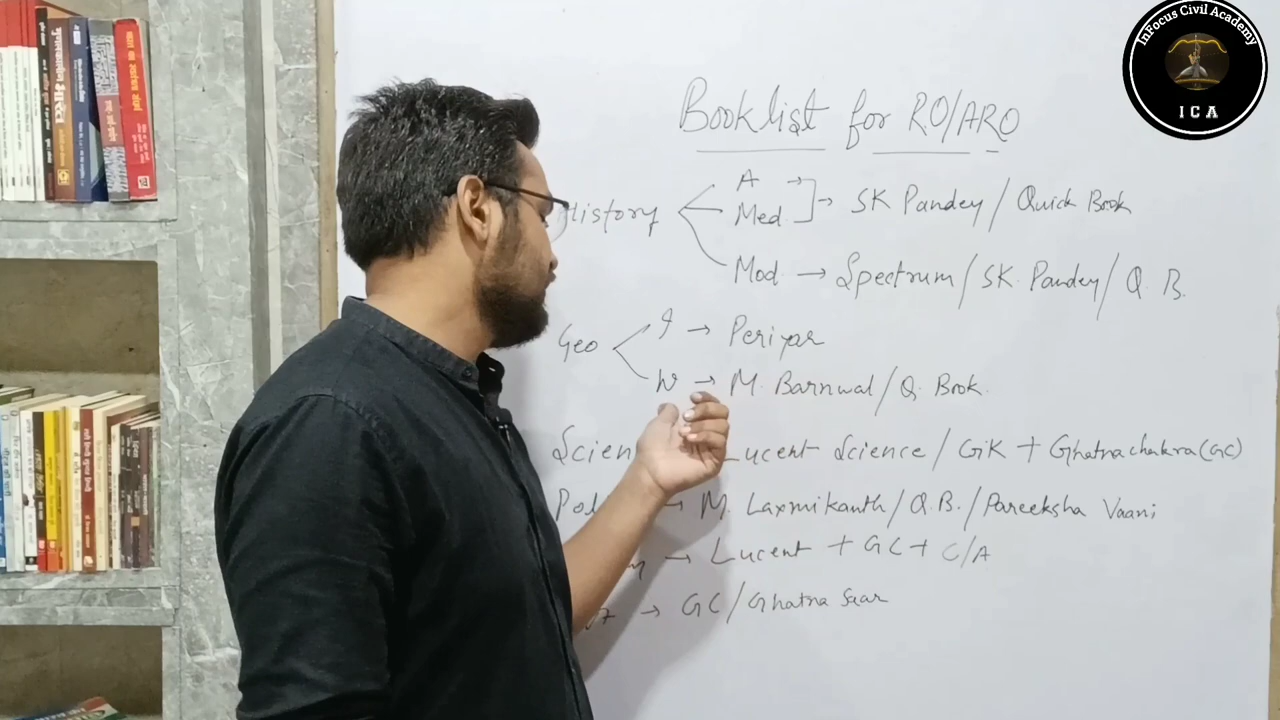 InFocus Civil Academy
ICA
Booklist for RO/ARO
History
A →
Med → SK Pandey / Quick Book
Mod → Spectrum / SK Pandey / Q. B.
Geo
I → Periyar
W → M. Barnwal / Q. Book.
Scien Lucent Science / GK + Ghatnachakra (GC)
Pol → M. Laxmikanth / Q.B. / Pareeksha Vaani
→ Lucent + GC + C/A
→ GC / Ghatna Saar